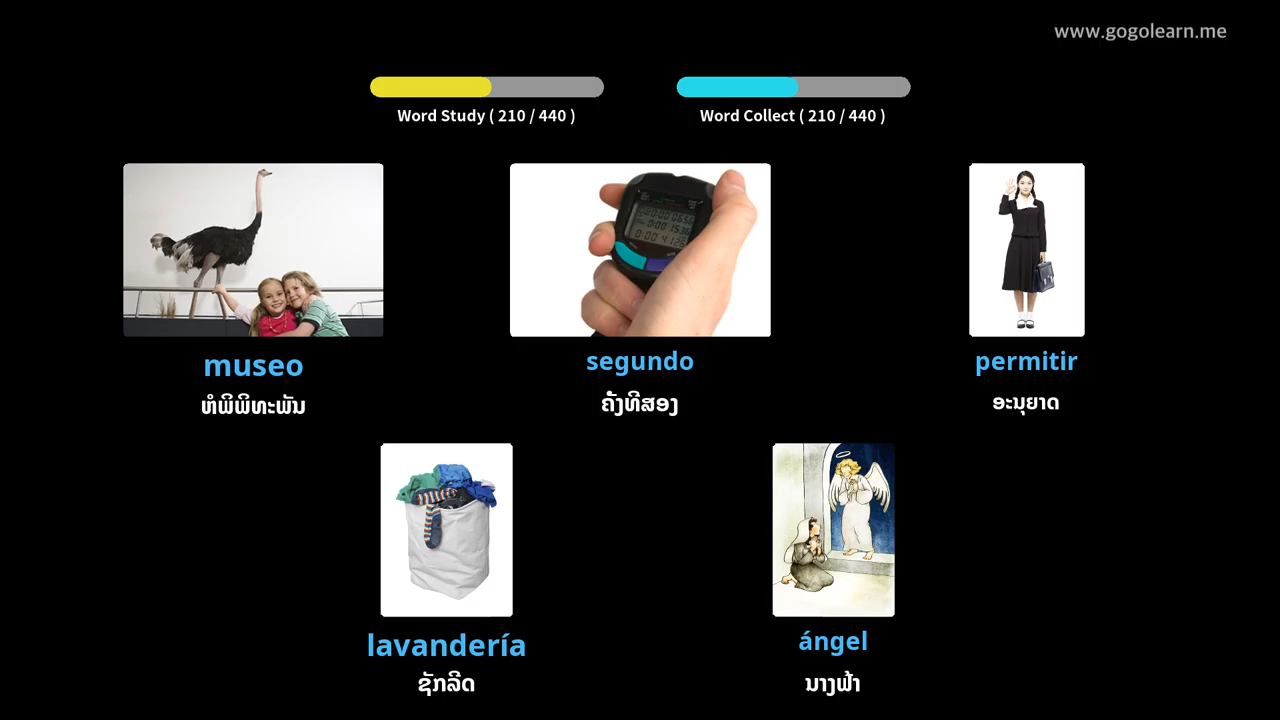 www.gogolearn.me
Word Study ( 210 / 440 )
Word Collect ( 210 / 440 )
museo
segundo
permitir
ຫໍພິພິທະພັນ
ຄັ້ງທີສອງ
ອະນຸຍາດ
lavandería
ángel
ຊັກລີດ
ນາງຟ້າ